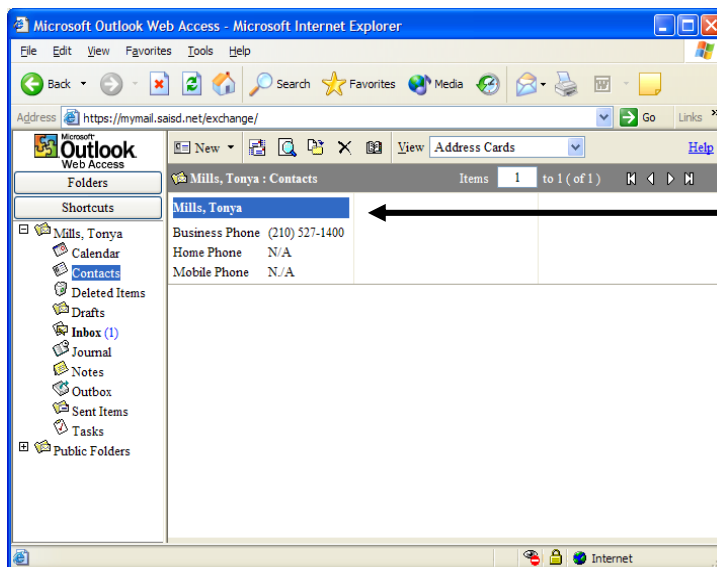 Microsoft Outlook Web Access - Microsoft Internet Explorer
File Edit View Favorites Tools Help
Back Search Favorites Media
Address https://mymail.saisd.net/exchange/ Go Links »
Microsoft Outlook Web Access
New View Address Cards Help
Folders
Mills, Tonya : Contacts Items 1 to 1 ( of 1 )
Shortcuts
Mills, Tonya
Business Phone (210) 527-1400
Home Phone N/A
Mobile Phone N/A
Mills, Tonya
Calendar
Contacts
Deleted Items
Drafts
Inbox (1)
Journal
Notes
Outbox
Sent Items
Tasks
Public Folders
Internet